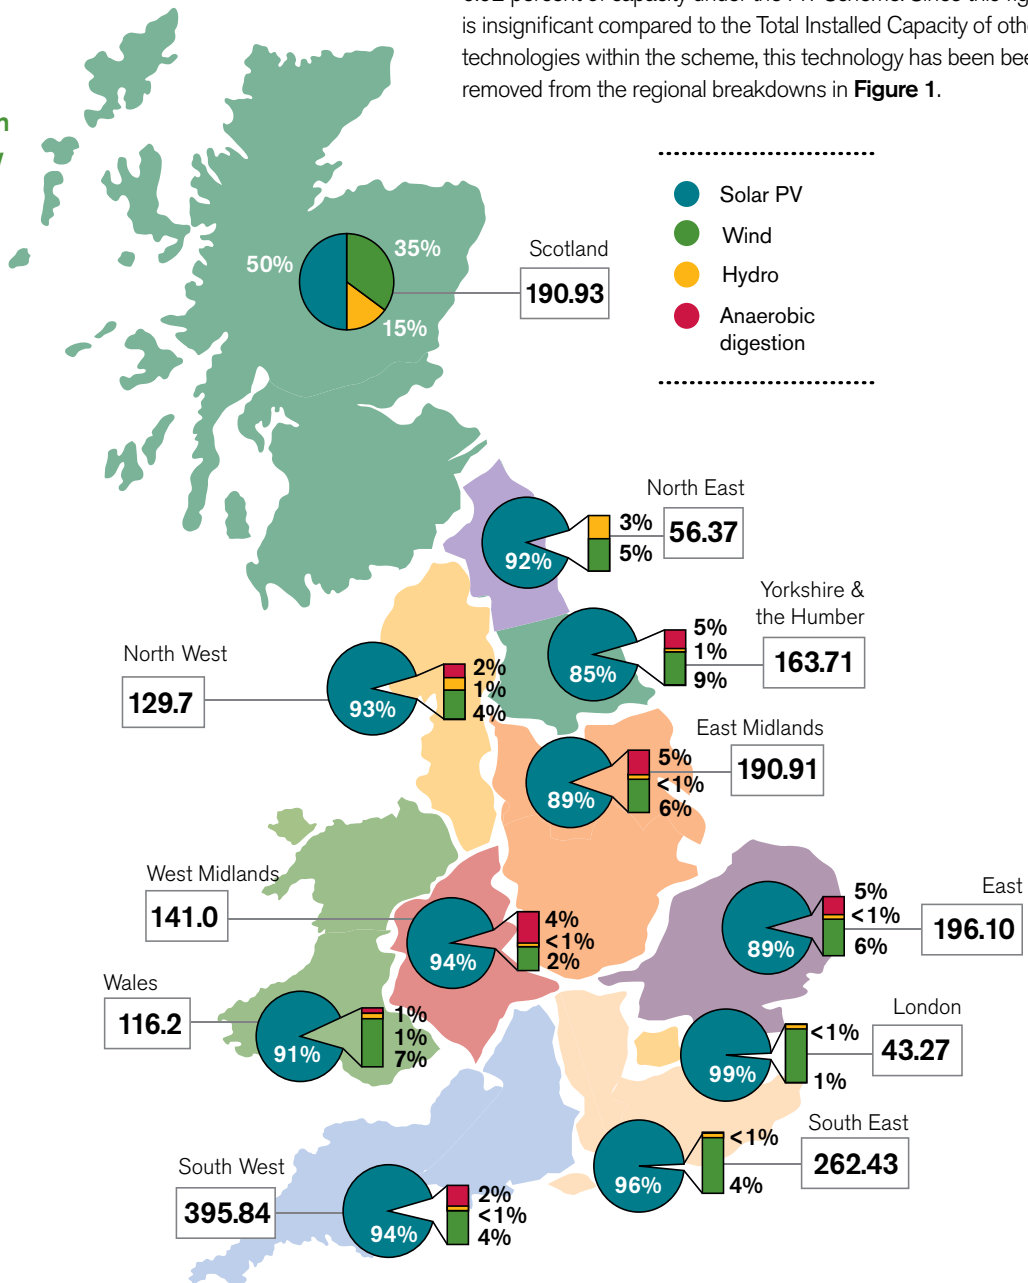 is insignificant compared to the Total Installed Capacity of othe
technologies within the scheme, this technology has been bee
removed from the regional breakdowns in Figure 1.
n
Solar PV
Wind
Hydro
Anaerobic
digestion
Scotland
190.93
50%
35%
15%
North East
56.37
92%
3%
5%
Yorkshire &
the Humber
163.71
85%
5%
1%
9%
North West
129.7
93%
2%
1%
4%
East Midlands
190.91
89%
5%
<1%
6%
West Midlands
141.0
94%
4%
<1%
2%
East
196.10
89%
5%
<1%
6%
Wales
116.2
91%
1%
1%
7%
London
43.27
99%
<1%
1%
South East
262.43
96%
<1%
4%
South West
395.84
94%
2%
<1%
4%